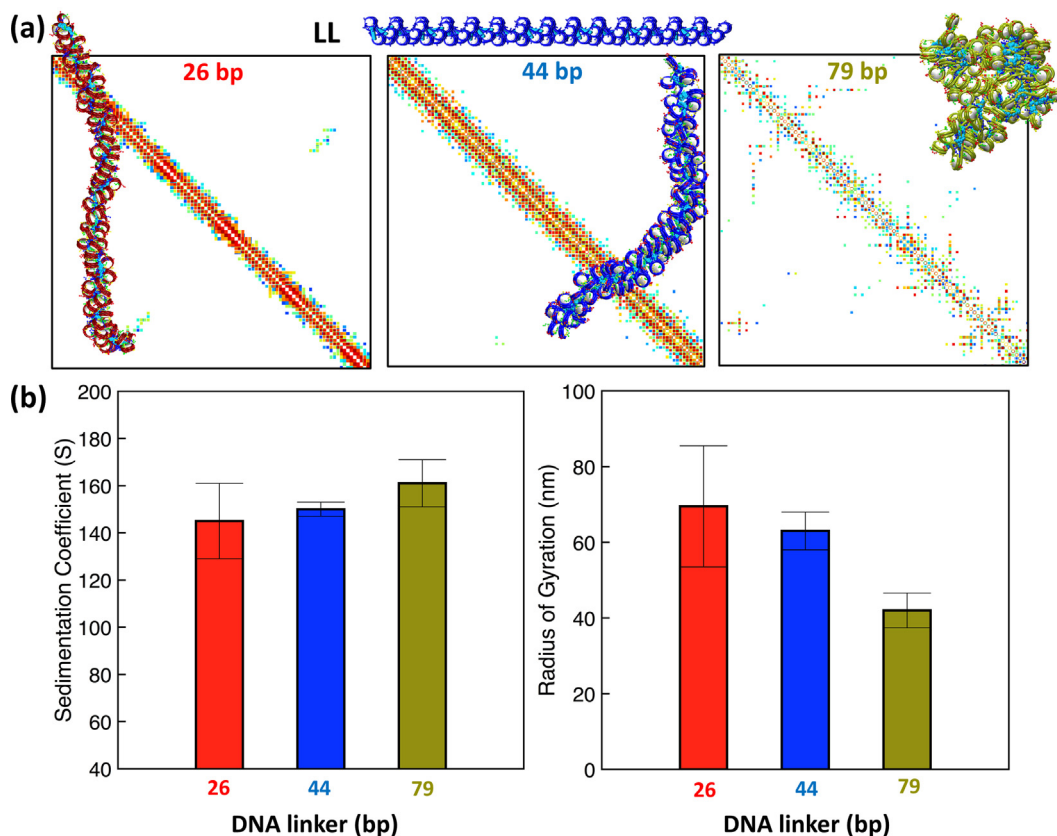 (a)
LL
26 bp
44 bp
79 bp
(b)
Sedimentation Coefficient (S)
200
180
160
140
120
100
80
60
40
26
44
79
DNA linker (bp)
Radius of Gyration (nm)
100
80
60
40
20
0
26
44
79
DNA linker (bp)